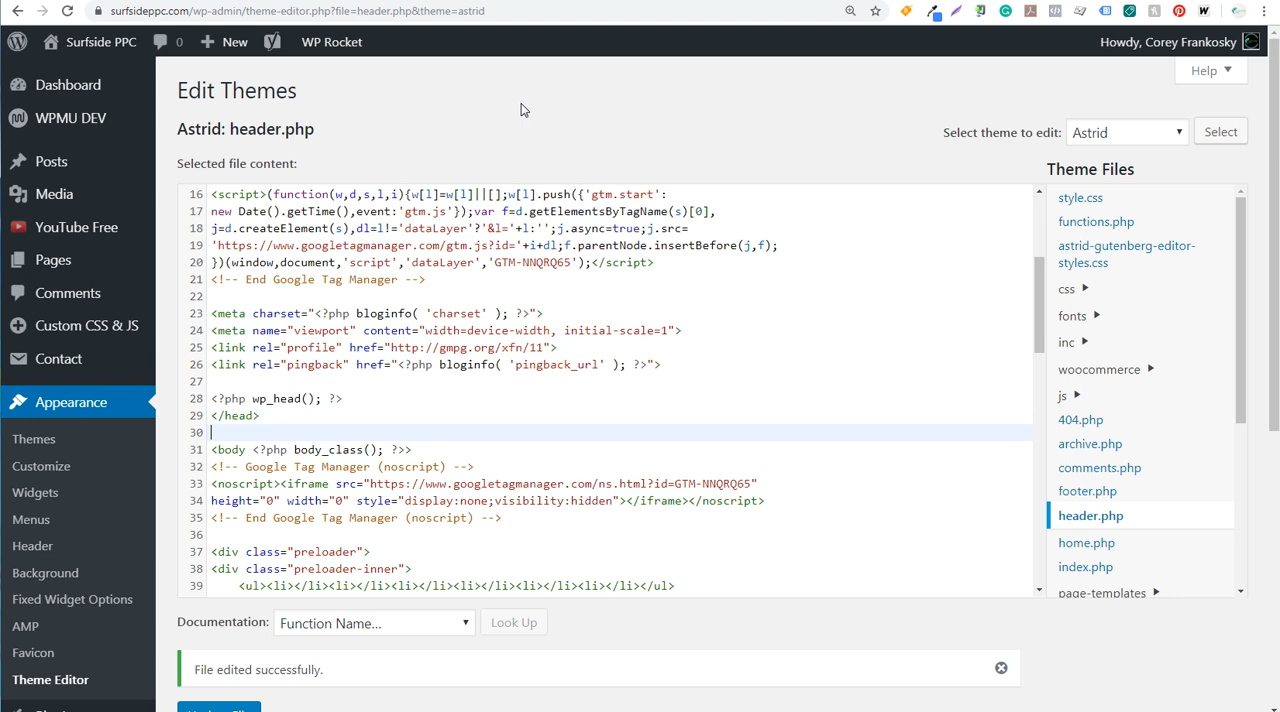 surfsideppc.com/wp-admin/theme-editor.php?file=header.php&theme=astrid
Surfside PPC
0
New
WP Rocket
Howdy, Corey Frankosky
Help
Dashboard
WPMU DEV
Posts
Media
YouTube Free
Pages
Comments
Custom CSS & JS
Contact
Appearance
Themes
Customize
Widgets
Menus
Header
Background
Fixed Widget Options
AMP
Favicon
Theme Editor
Edit Themes
Astrid: header.php
Select theme to edit:
Astrid
Select
Selected file content:
16 <script>(function(w,d,s,l,i){w[l]=w[l]||[];w[l].push({'gtm.start':
17 new Date().getTime(),event:'gtm.js'});var f=d.getElementsByTagName(s)[0],
18 j=d.createElement(s),dl=l!='dataLayer'?'&l='+l:'';j.async=true;j.src=
19 'https://www.googletagmanager.com/gtm.js?id='+i+dl;f.parentNode.insertBefore(j,f);
20 })(window,document,'script','dataLayer','GTM-NNQRQ65');</script>
21 <!-- End Google Tag Manager -->
22
23 <meta charset="<?php bloginfo( 'charset' ); ?>">
24 <meta name="viewport" content="width=device-width, initial-scale=1">
25 <link rel="profile" href="http://gmpg.org/xfn/11">
26 <link rel="pingback" href="<?php bloginfo( 'pingback_url' ); ?>">
27
28 <?php wp_head(); ?>
29 </head>
30
31 <body <?php body_class(); ?>>
32 <!-- Google Tag Manager (noscript) -->
33 <noscript><iframe src="https://www.googletagmanager.com/ns.html?id=GTM-NNQRQ65"
34 height="0" width="0" style="display:none;visibility:hidden"></iframe></noscript>
35 <!-- End Google Tag Manager (noscript) -->
36
37 <div class="preloader">
38 <div class="preloader-inner">
39 <ul><li></li><li></li><li></li><li></li><li></li><li></li></ul>
Theme Files
style.css
functions.php
astrid-gutenberg-editor-
styles.css
css
fonts
inc
woocommerce
js
404.php
archive.php
comments.php
footer.php
header.php
home.php
index.php
page-templates
Documentation:
Function Name...
Look Up
File edited successfully.